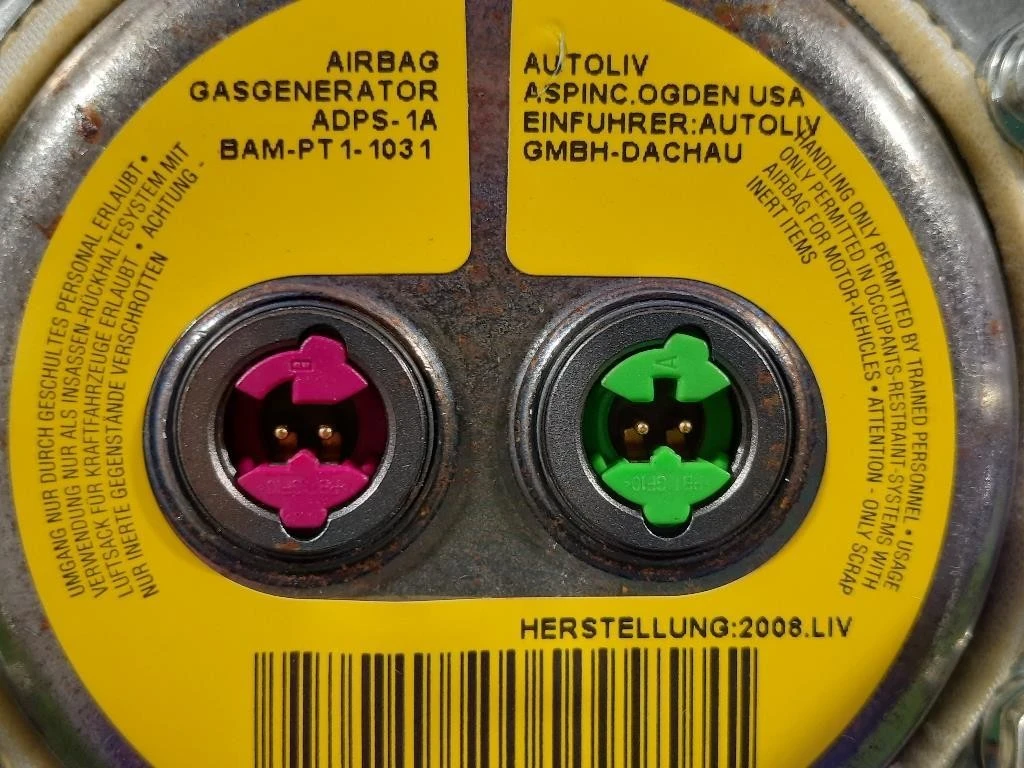 AIRBAG
GASGENERATOR
ADPS-1A
BAM-PT1-1031
AUTOLIV
ASPINC.OGDEN USA
EINFUHRER:AUTOLIV
GMBH-DACHAU
UMGANG NUR DURCH GESCHULTES PERSONAL ERLAUBT •
VERWENDUNG NUR ALS INSASSEN-RÜCKHALTESYSTEM MIT
LUFTSACK FÜR KRAFTFAHRZEUGE ERLAUBT • ACHTUNG -
NUR INERTE GEGENSTÄNDE VERSCHROTTEN
HANDLING ONLY PERMITTED BY TRAINED PERSONNEL • USAGE
ONLY PERMITTED IN OCCUPANTS-RESTRAINT-SYSTEMS WITH
AIRBAG FOR MOTOR-VEHICLES • ATTENTION - ONLY SCRAP
INERT ITEMS
B
A
HERSTELLUNG:2008.LIV